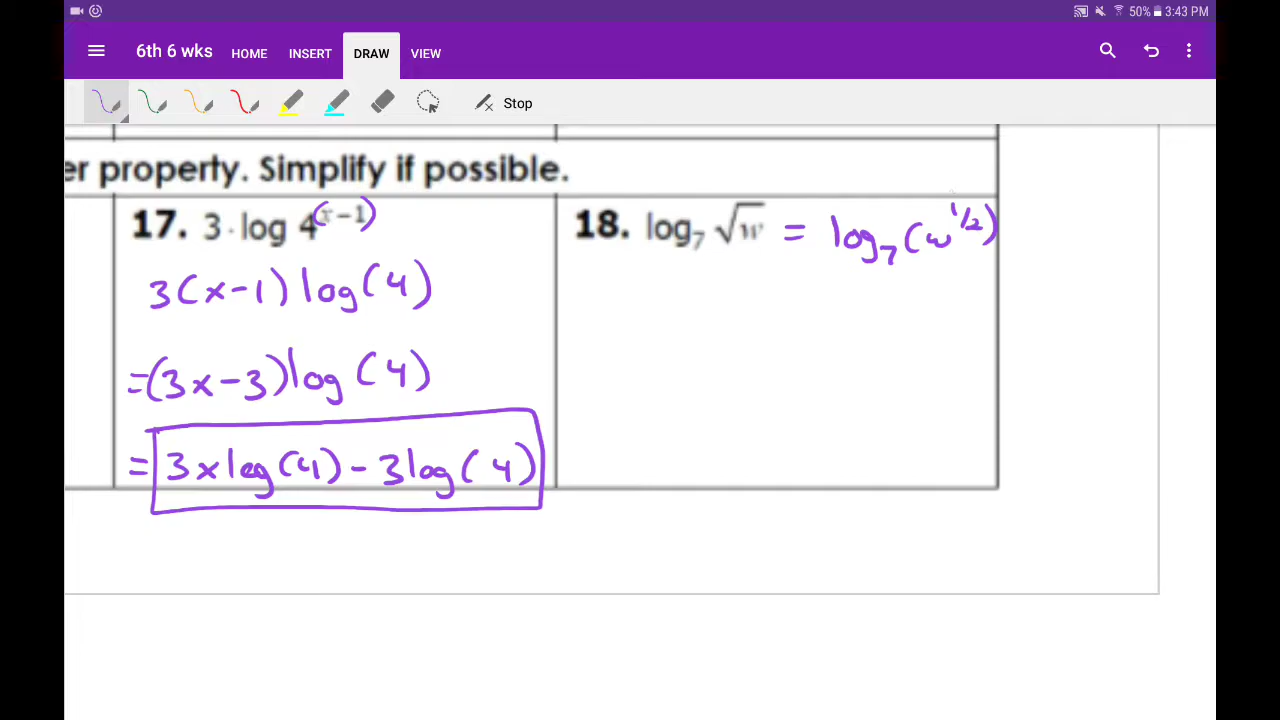 50% 3:43 PM
6th 6 wks HOME INSERT DRAW VIEW
Stop
er property. Simplify if possible.
17. 3 · log 4^(x−1)
3(x−1) log(4)
=(3x−3)log(4)
= 3xlog(4) − 3log(4)
18. log₇ √w = log₇(w^1/2)